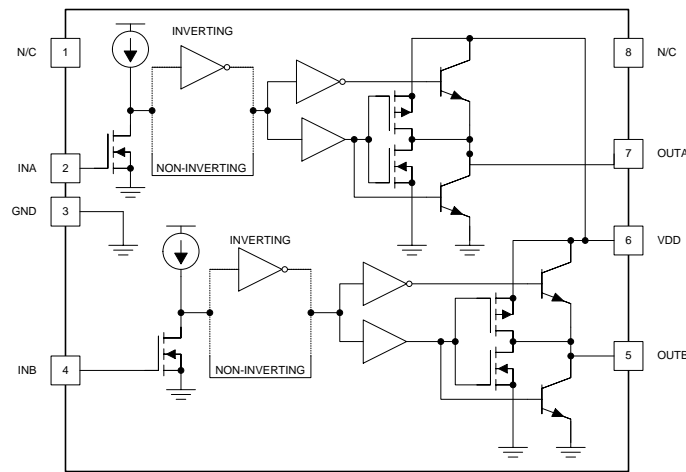 INVERTING
N/C 1
8 N/C
INA 2
NON-INVERTING
7 OUTA
GND 3
INVERTING
6 VDD
INB 4
NON-INVERTING
5 OUTB